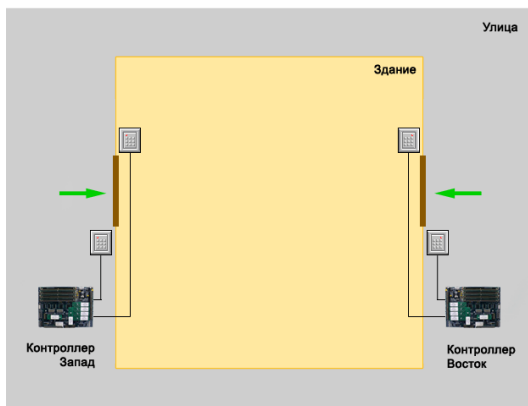 Улица
Здание
Контроллер
Запад
Контроллер
Восток